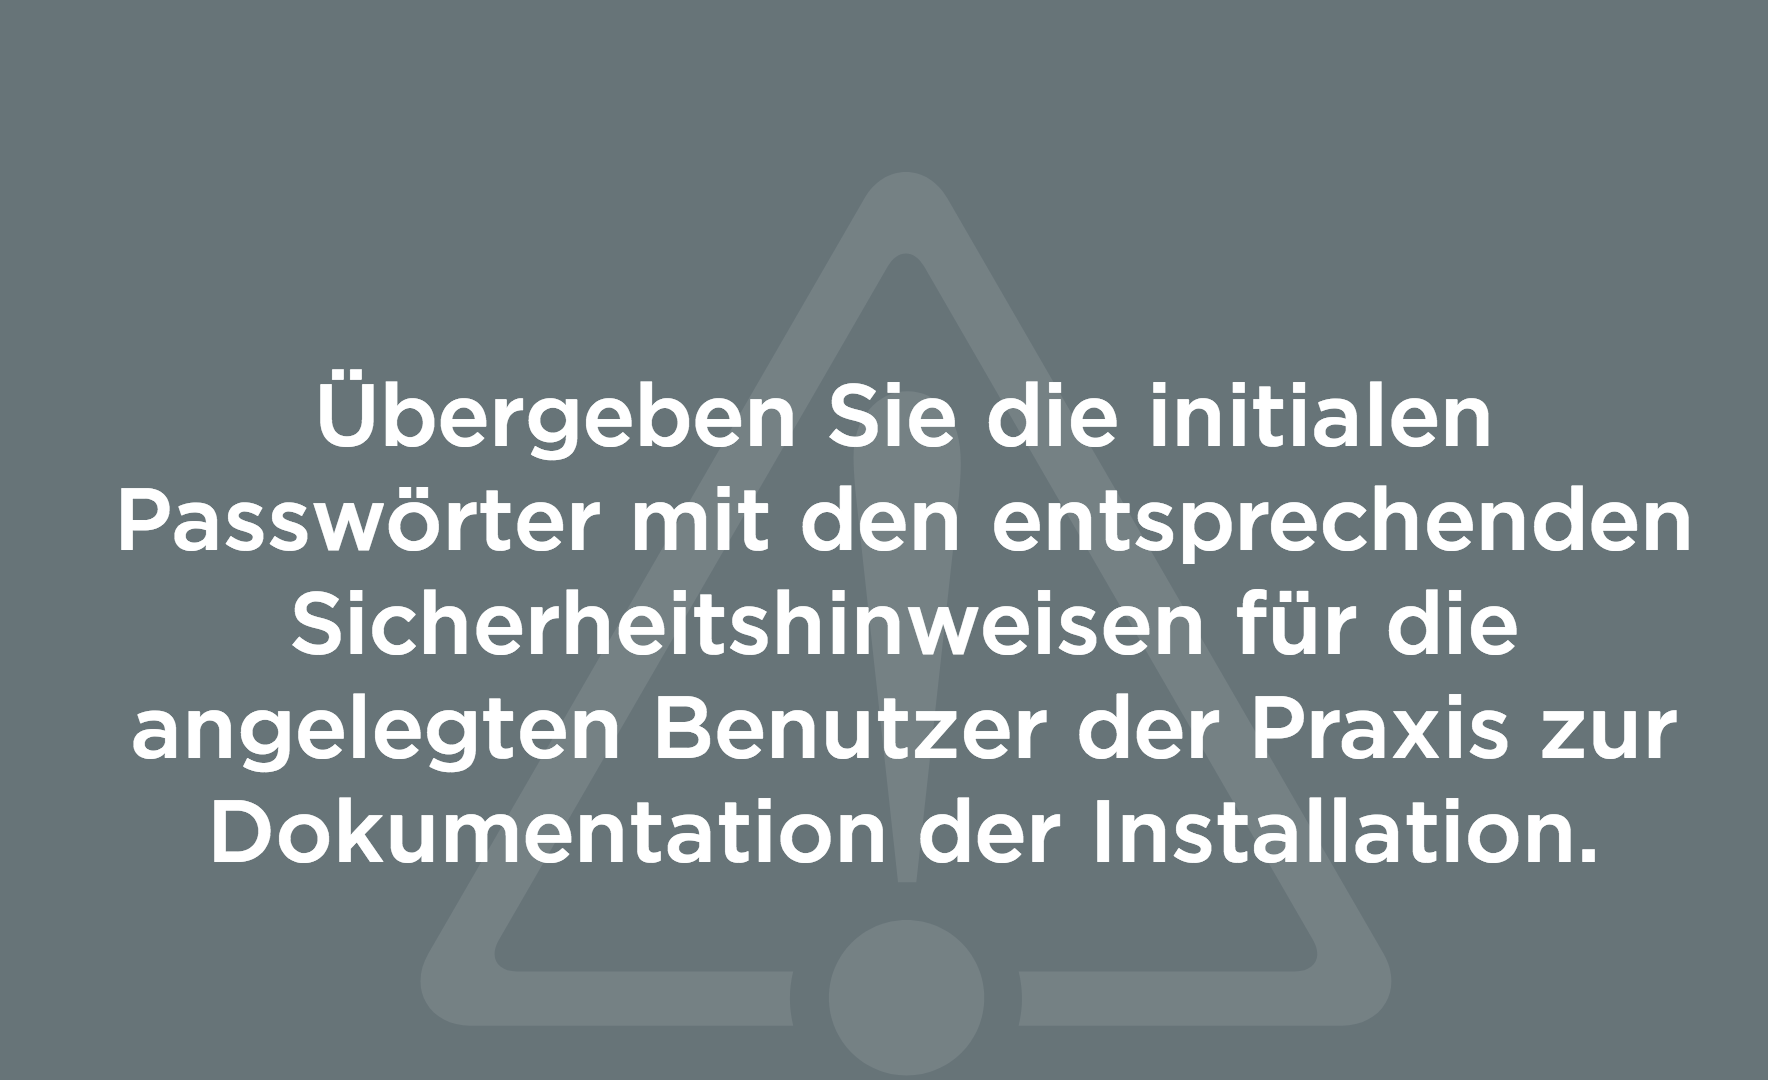 Übergeben Sie die initialen
Passwörter mit den entsprechenden
Sicherheitshinweisen für die
angelegten Benutzer der Praxis zur
Dokumentation der Installation.